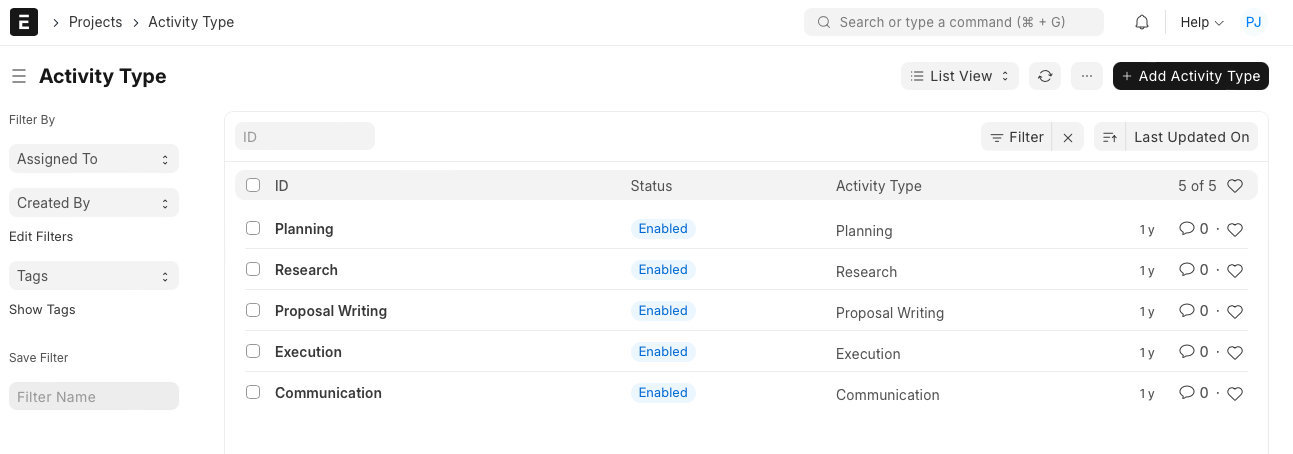 E Projects Activity Type Search or type a command (⌘ + G) Help PJ
Activity Type List View ··· + Add Activity Type
Filter By
Assigned To
Created By
Edit Filters
Tags
Show Tags
Save Filter
Filter Name
ID Filter Last Updated On
ID Status Activity Type 5 of 5
Planning Enabled Planning 1 y 0 ·
Research Enabled Research 1 y 0 ·
Proposal Writing Enabled Proposal Writing 1 y 0 ·
Execution Enabled Execution 1 y 0 ·
Communication Enabled Communication 1 y 0 ·